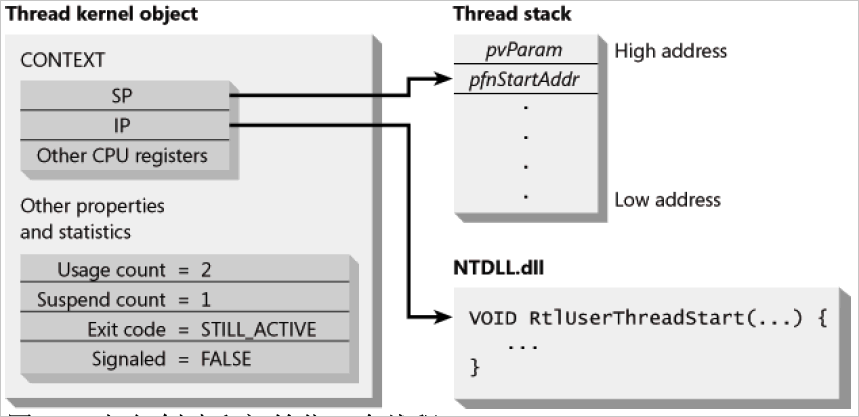 Thread kernel object
CONTEXT
SP
IP
Other CPU registers
Other properties
and statistics
Usage count = 2
Suspend count = 1
Exit code = STILL_ACTIVE
Signaled = FALSE
Thread stack
pvParam
pfnStartAddr
.
.
.
.
High address
Low address
NTDLL.dll
VOID RtlUserThreadStart(...) {
...
}